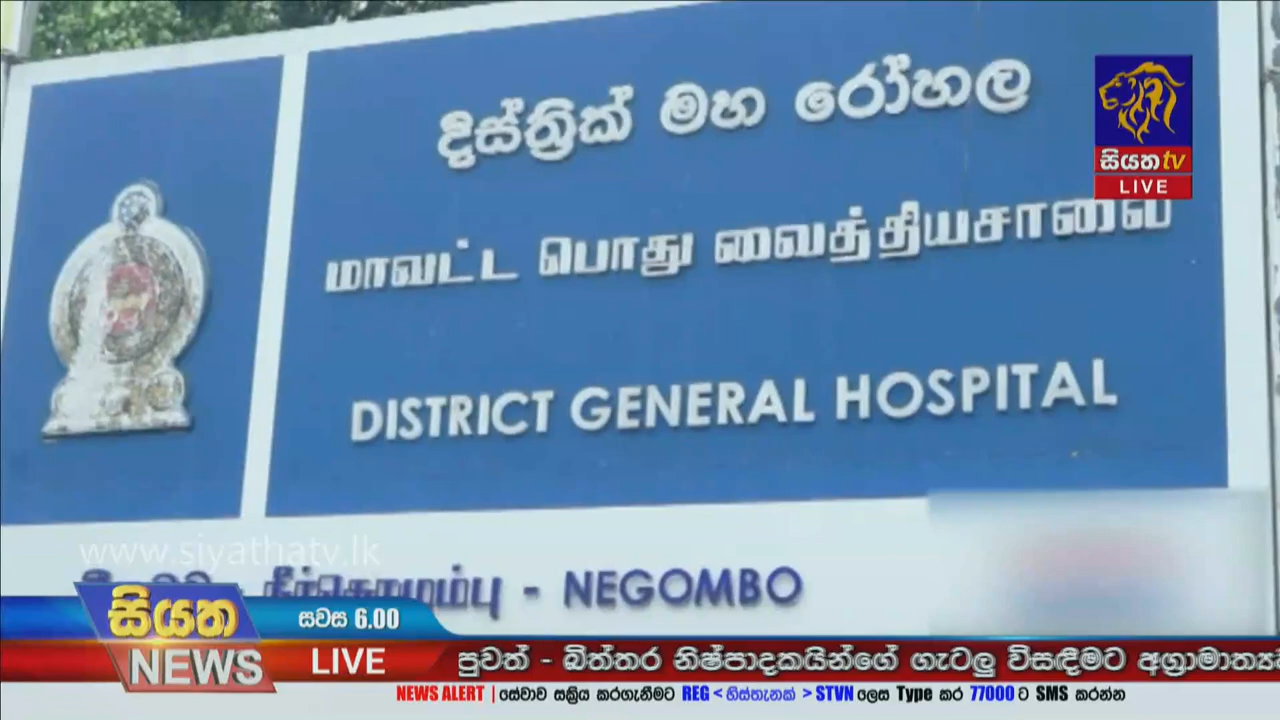 දිස්ත්‍රික් මහ රෝහල
சியත tv
LIVE
மாவட்ட பொது வைத்தியசாலை
DISTRICT GENERAL HOSPITAL
www.siyathatv.lk
நீர்கொழும்பு - NEGOMBO
සියත
NEWS
සවස 6.00
LIVE
පුවත් - බිත්තර නිෂ්පාදකයින්ගේ ගැටලු විසඳීමට අග්‍රාමාත්‍ය
NEWS ALERT | සේවාව සක්‍රිය කරගැනීමට REG < හිස්තැනක් > STVN ලෙස Type කර 77000 ට SMS කරන්න